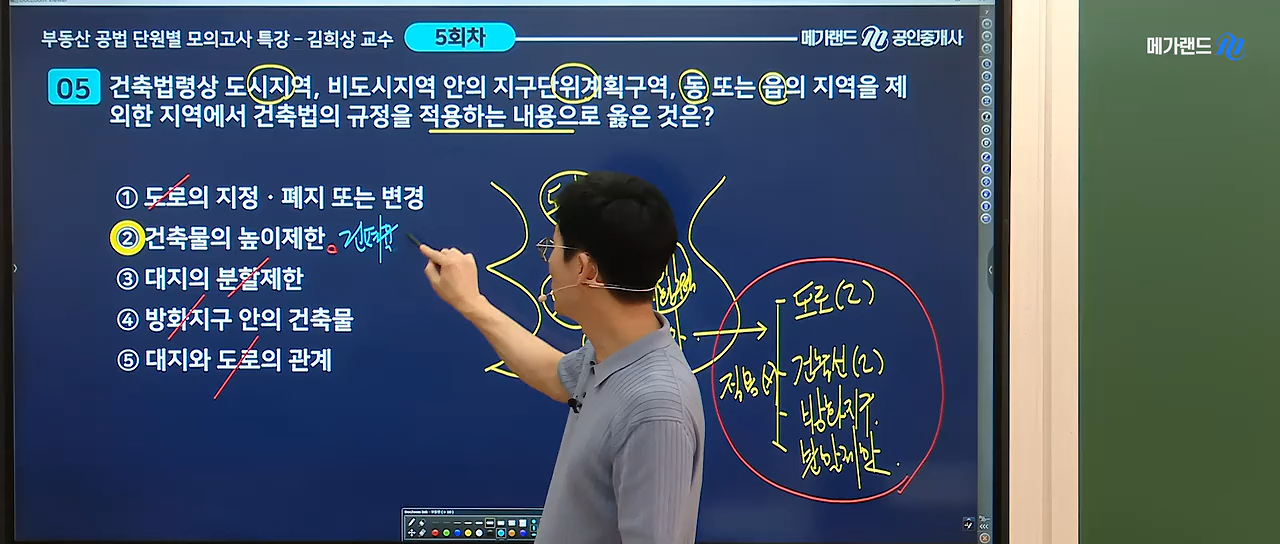 부동산 공법 단원별 모의고사 특강 - 김희상 교수
5회차
메가랜드 공인중개사
메가랜드
05 건축법령상 도시지역, 비도시지역 안의 지구단위계획구역, 동 또는 읍의 지역을 제
외한 지역에서 건축법의 규정을 적용하는 내용으로 옳은 것은?
① 도로의 지정 · 폐지 또는 변경
② 건축물의 높이제한
③ 대지의 분할제한
④ 방화지구 안의 건축물
⑤ 대지와 도로의 관계
5
도로(2)
적용(x)
건축선(2)
방화지구
분할제한.